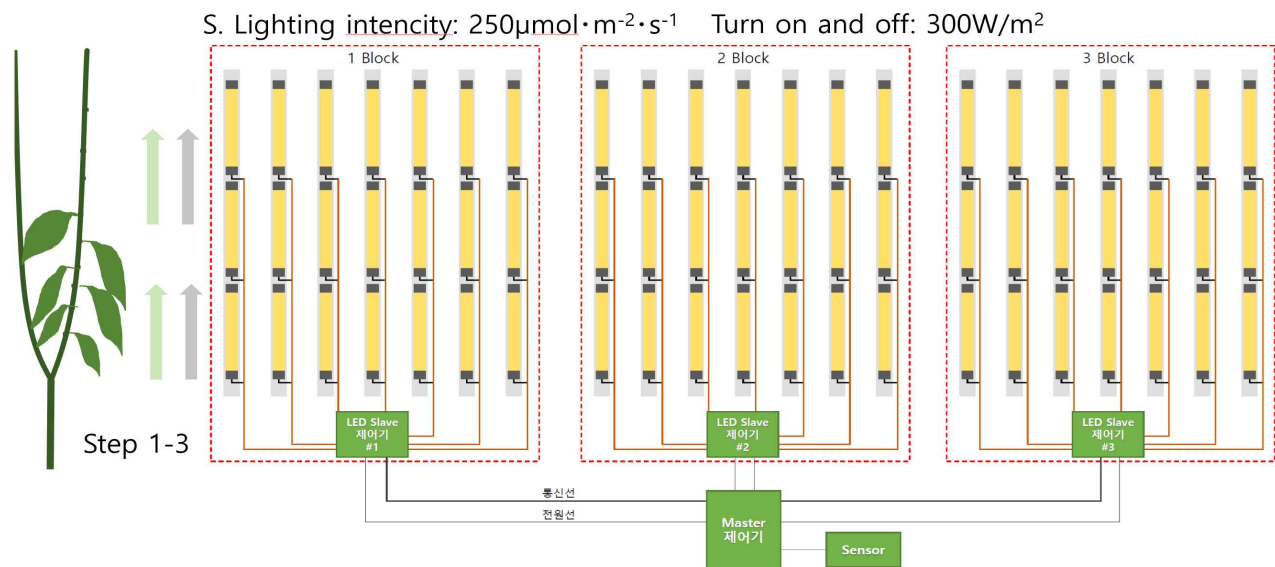 S. Lighting intencity: 250μmol·m⁻²·s⁻¹ Turn on and off: 300W/m²
1 Block
2 Block
3 Block
Step 1-3
LED Slave
제어기
#1
LED Slave
제어기
#2
LED Slave
제어기
#3
통신선
전원선
Master
제어기
Sensor